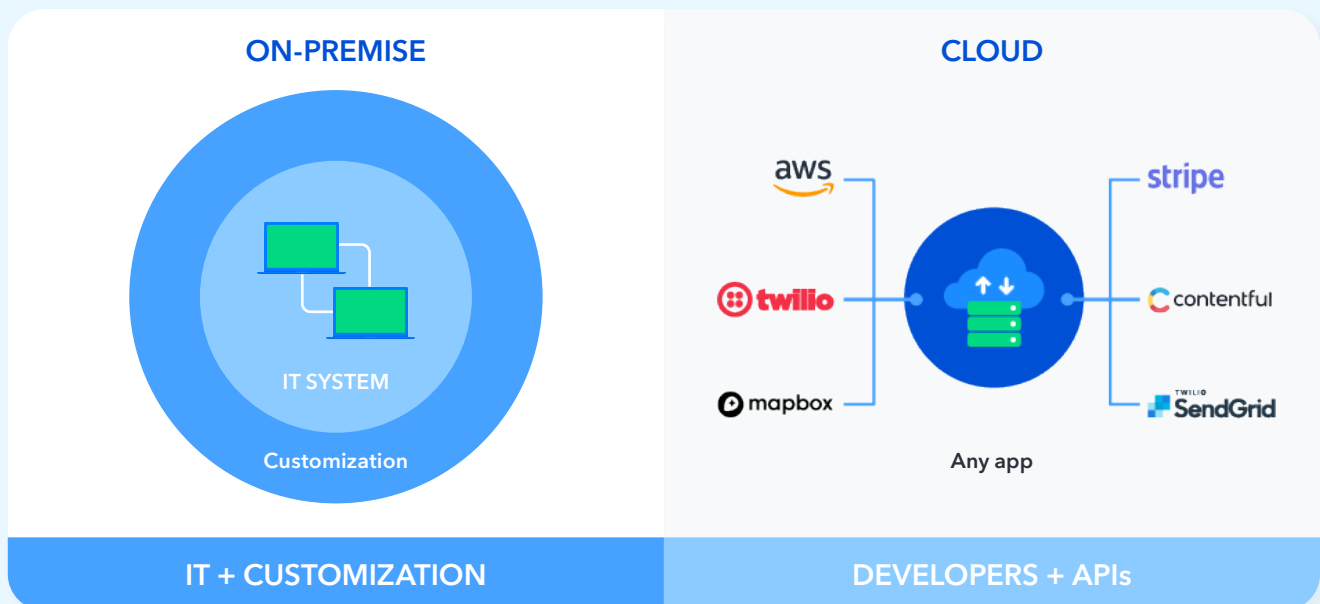 ON-PREMISE
IT SYSTEM
Customization
IT + CUSTOMIZATION
CLOUD
aws
twilio
mapbox
stripe
contentful
TWILIO
SendGrid
Any app
DEVELOPERS + APIs